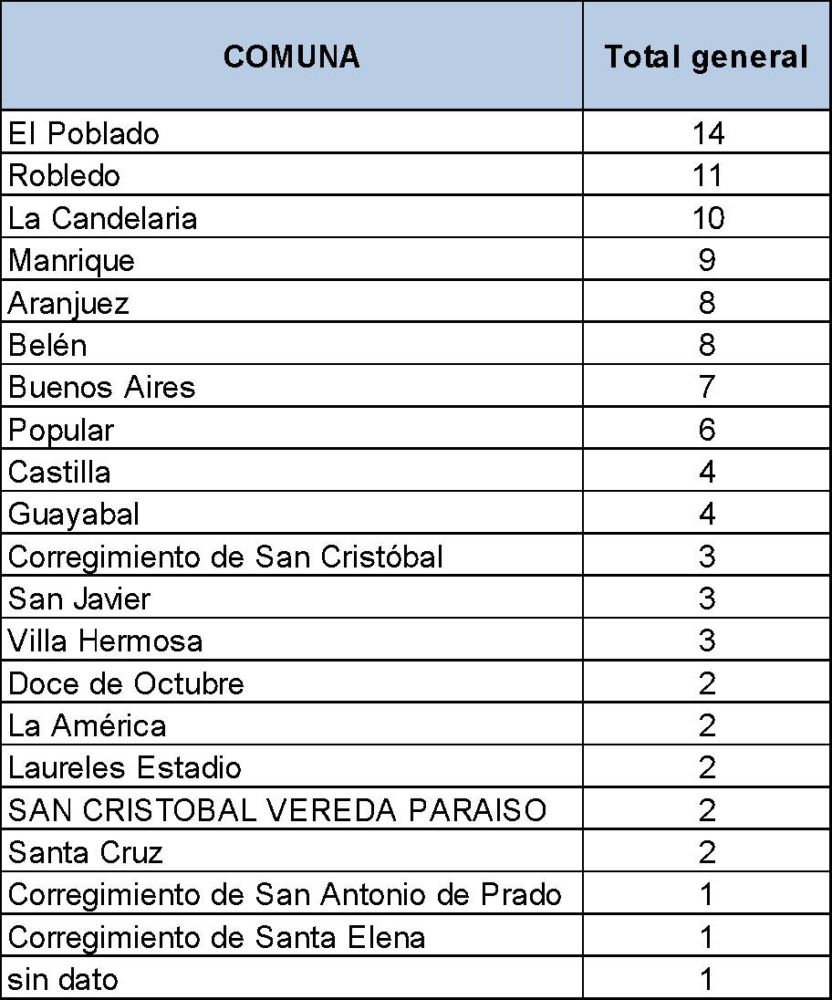 COMUNA Total general
El Poblado 14
Robledo 11
La Candelaria 10
Manrique 9
Aranjuez 8
Belén 8
Buenos Aires 7
Popular 6
Castilla 4
Guayabal 4
Corregimiento de San Cristóbal 3
San Javier 3
Villa Hermosa 3
Doce de Octubre 2
La América 2
Laureles Estadio 2
SAN CRISTOBAL VEREDA PARAISO 2
Santa Cruz 2
Corregimiento de San Antonio de Prado 1
Corregimiento de Santa Elena 1
sin dato 1